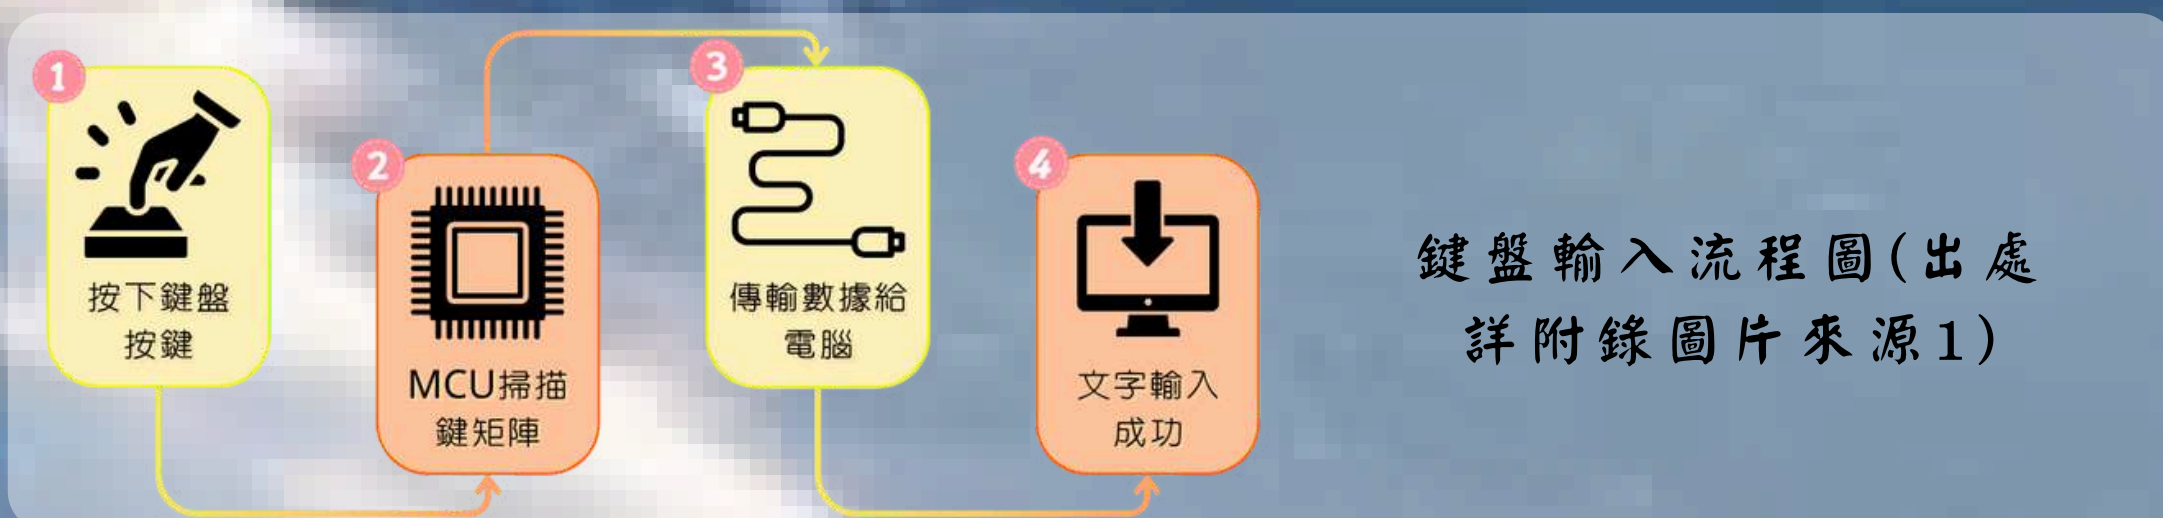 1
按下鍵盤
按鍵
2
MCU掃描
鍵矩陣
3
傳輸數據給
電腦
4
文字輸入
成功
鍵盤輸入流程圖(出處
詳附錄圖片來源1)